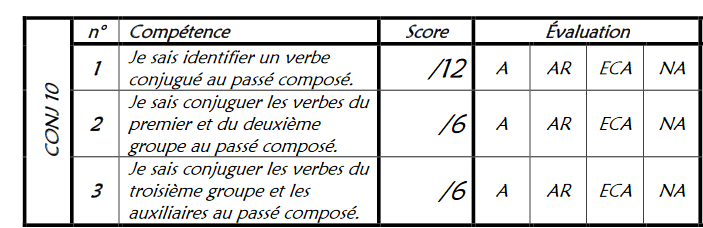 n° Compétence Score Évaluation
CONJ 10
1 Je sais identifier un verbe
conjugué au passé composé. /12 A AR ECA NA
Je sais conjuguer les verbes du
2 premier et du deuxième /6 A AR ECA NA
groupe au passé composé.
Je sais conjuguer les verbes du
3 troisième groupe et les /6 A AR ECA NA
auxiliaires au passé composé.